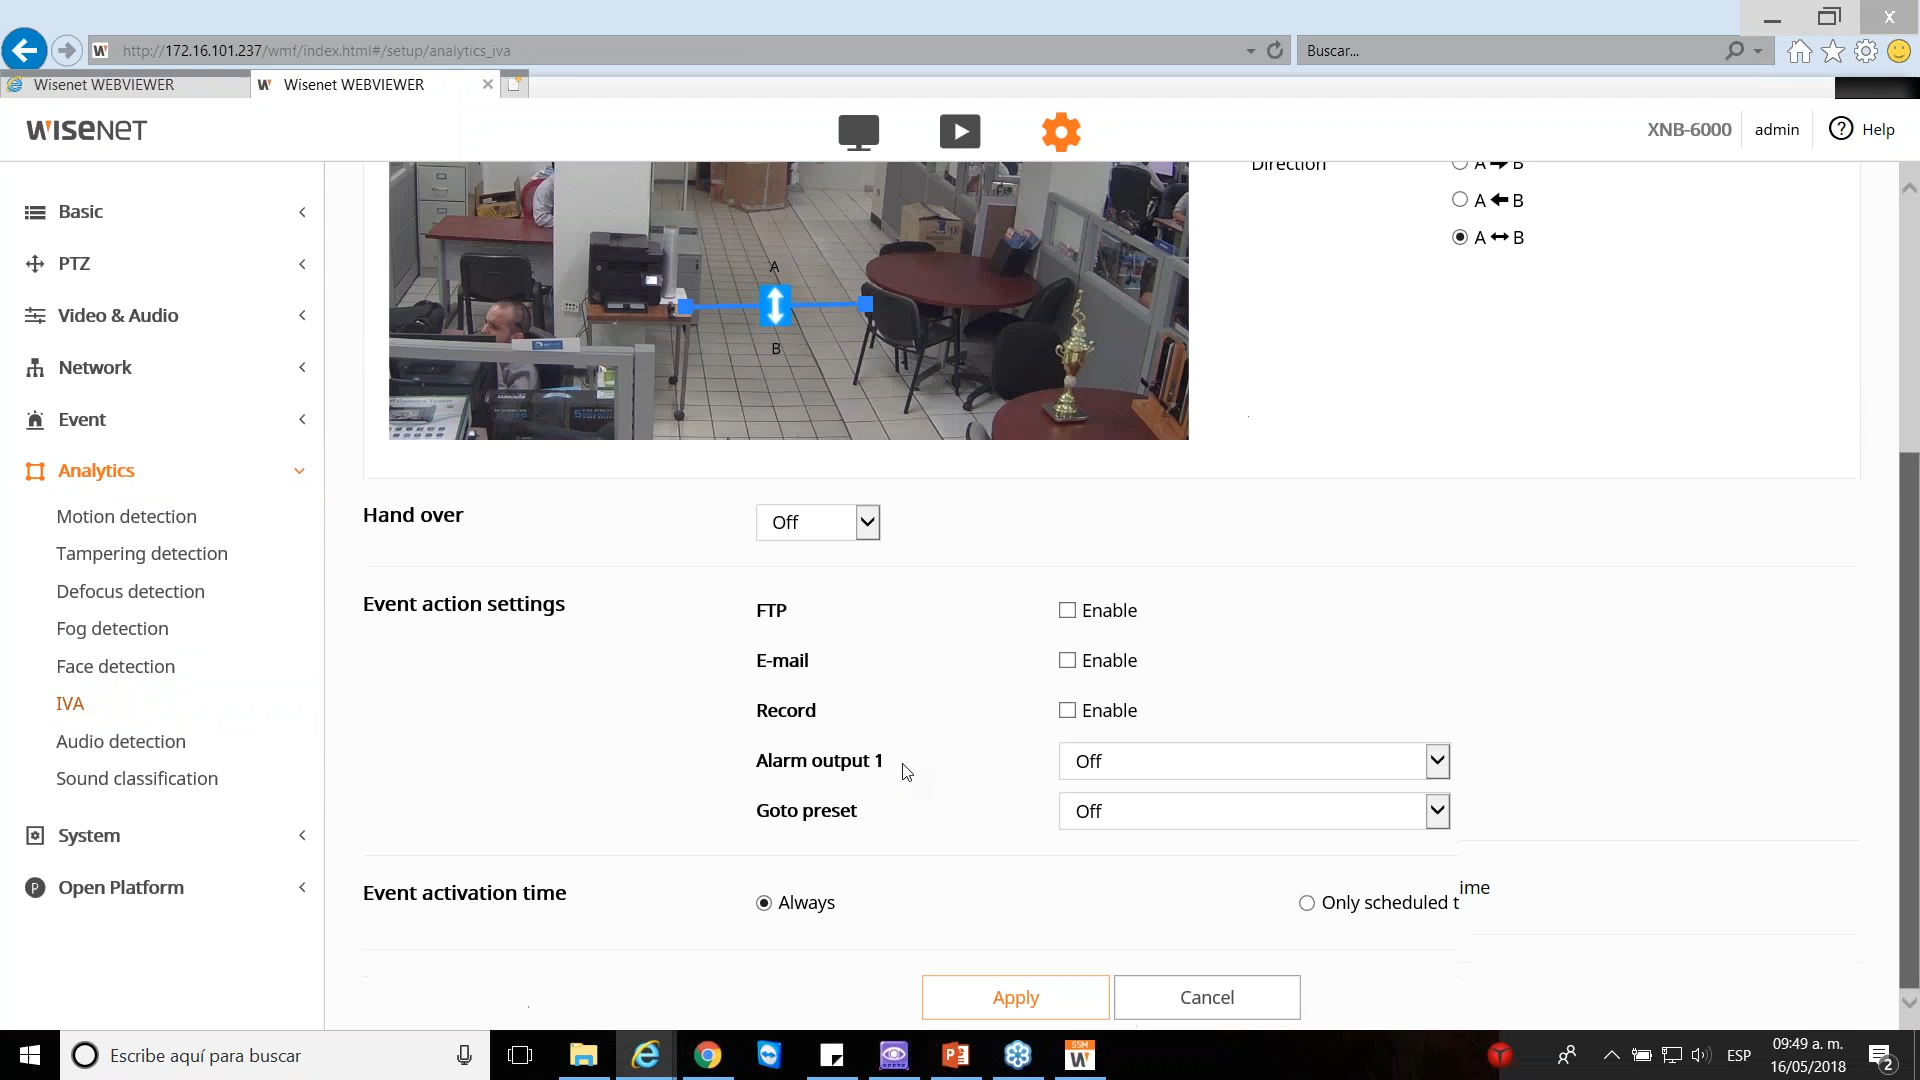 http://172.16.101.237/wmf/index.html#/setup/analytics_iva
Buscar...
Wisenet WEBVIEWER
Wisenet WEBVIEWER
WISENET
XNB-6000
admin
Help
Basic
PTZ
Video & Audio
Network
Event
Analytics
Motion detection
Tampering detection
Defocus detection
Fog detection
Face detection
IVA
Audio detection
Sound classification
System
Open Platform
Direction
A B
A B
A B
A
B
Hand over
Off
Event action settings
FTP
Enable
E-mail
Enable
Record
Enable
Alarm output 1
Off
Goto preset
Off
Event activation time
Always
Only scheduled t
ime
Apply
Cancel
Escribe aquí para buscar
SSM
W
ESP
09:49 a. m.
16/05/2018
2